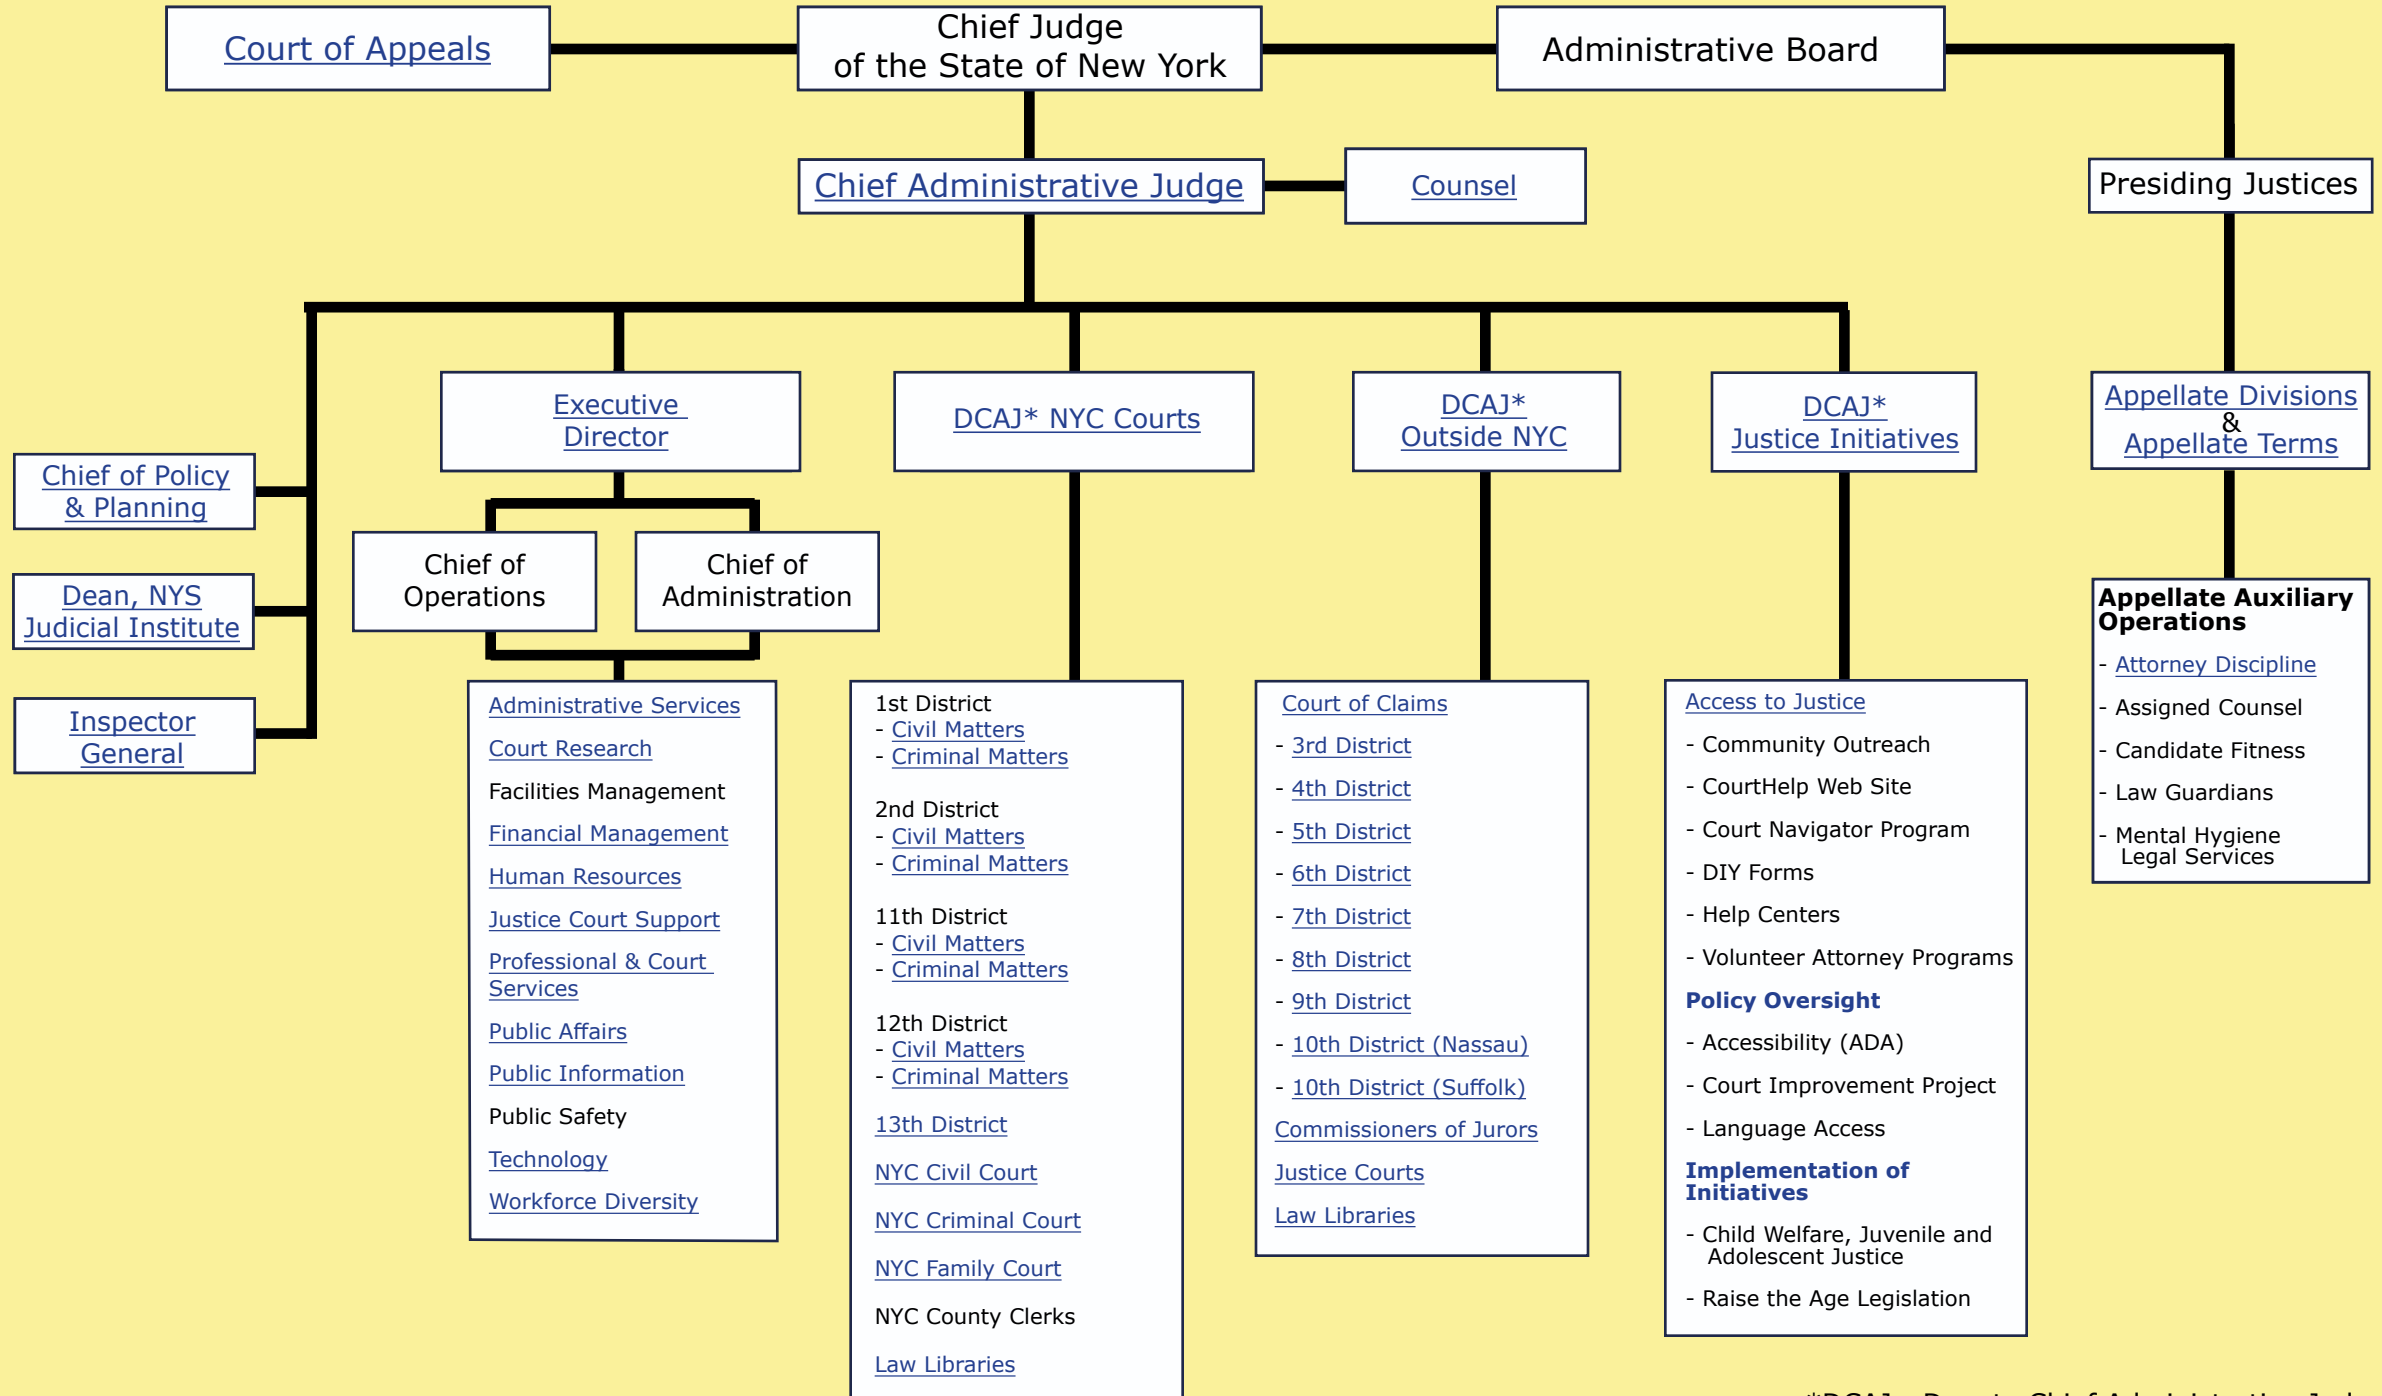 Court of Appeals
Chief Judge
of the State of New York
Administrative Board
Chief Administrative Judge
Counsel
Presiding Justices
Executive
Director
DCAJ* NYC Courts
DCAJ*
Outside NYC
DCAJ*
Justice Initiatives
Appellate Divisions
&
Appellate Terms
Chief of Policy
& Planning
Dean, NYS
Judicial Institute
Inspector
General
Chief of
Operations
Chief of
Administration
Administrative Services
Court Research
Facilities Management
Financial Management
Human Resources
Justice Court Support
Professional & Court
Services
Public Affairs
Public Information
Public Safety
Technology
Workforce Diversity
1st District
- Civil Matters
- Criminal Matters
2nd District
- Civil Matters
- Criminal Matters
11th District
- Civil Matters
- Criminal Matters
12th District
- Civil Matters
- Criminal Matters
13th District
NYC Civil Court
NYC Criminal Court
NYC Family Court
NYC County Clerks
Law Libraries
Court of Claims
- 3rd District
- 4th District
- 5th District
- 6th District
- 7th District
- 8th District
- 9th District
- 10th District (Nassau)
- 10th District (Suffolk)
Commissioners of Jurors
Justice Courts
Law Libraries
Access to Justice
- Community Outreach
- CourtHelp Web Site
- Court Navigator Program
- DIY Forms
- Help Centers
- Volunteer Attorney Programs
Policy Oversight
- Accessibility (ADA)
- Court Improvement Project
- Language Access
Implementation of
Initiatives
- Child Welfare, Juvenile and
Adolescent Justice
- Raise the Age Legislation
Appellate Auxiliary
Operations
- Attorney Discipline
- Assigned Counsel
- Candidate Fitness
- Law Guardians
- Mental Hygiene
Legal Services